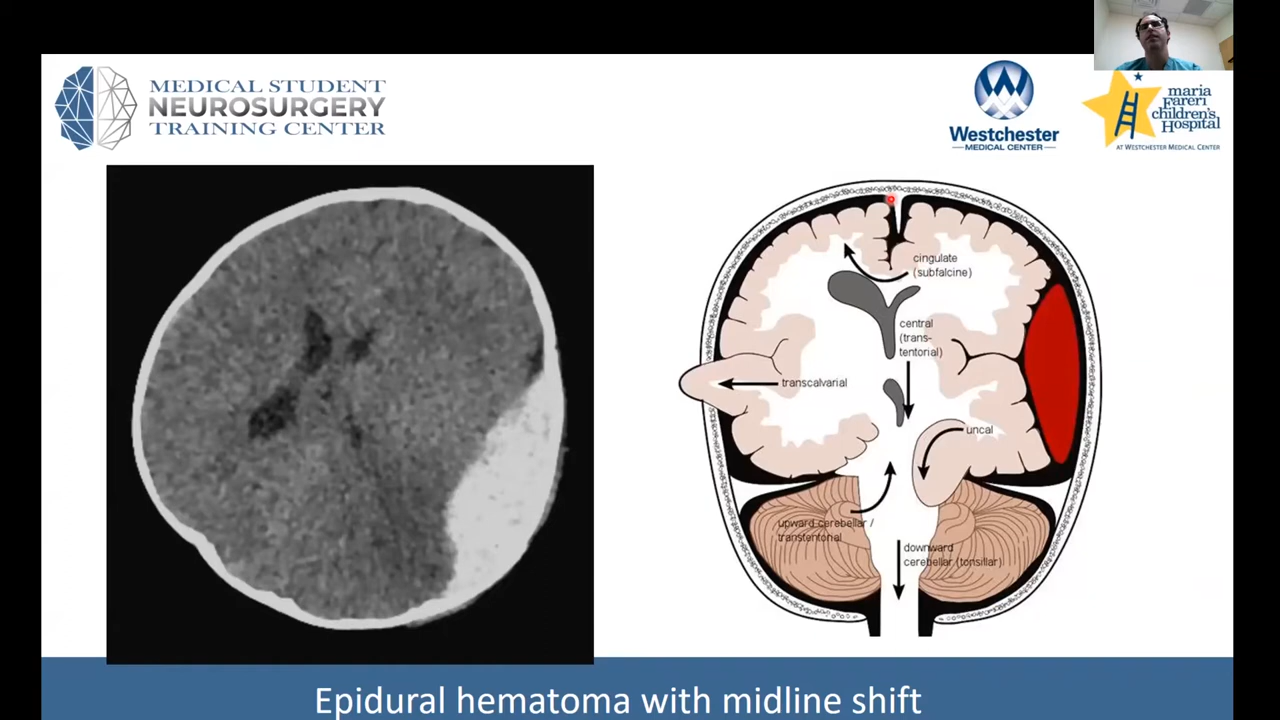 MEDICAL STUDENT
NEUROSURGERY
TRAINING CENTER
Westchester
MEDICAL CENTER
maria
fareri
children's
Hospital
AT WESTCHESTER MEDICAL CENTER
cingulate
(subfalcine)
central
(trans-
tentorial)
transcalvarial
uncal
upward cerebellar /
transtentorial
downward
cerebellar (tonsillar)
Epidural hematoma with midline shift